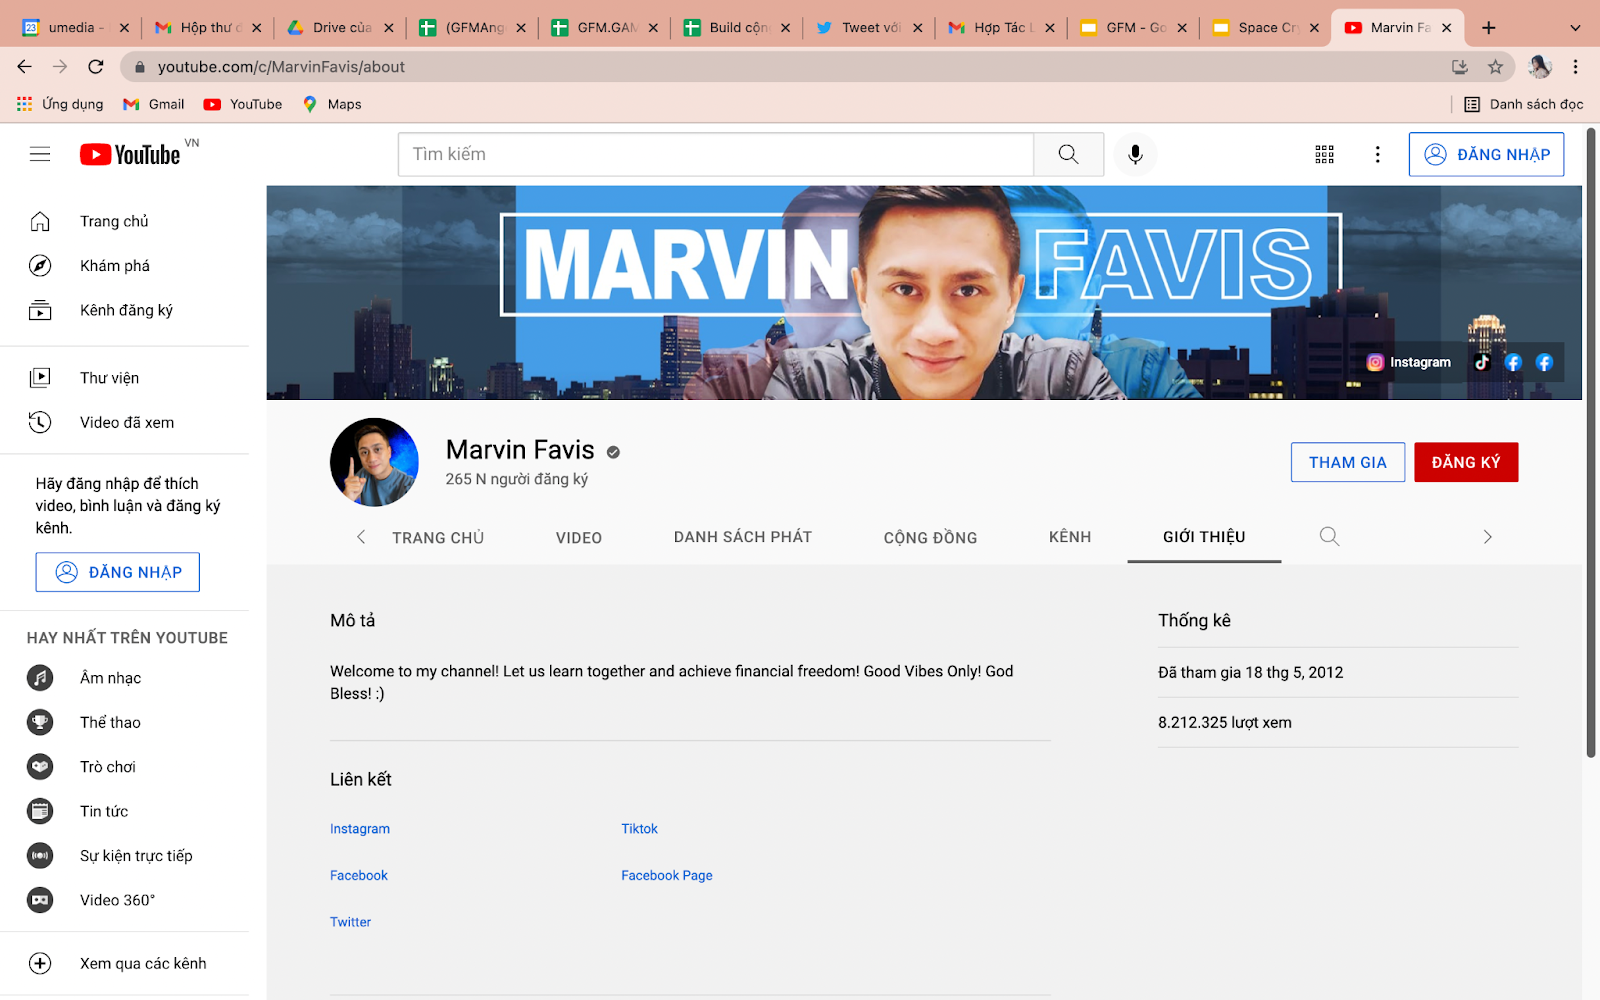 umedia -
Hộp thư đ
Drive của
(GFMAng
GFM.GAM
Build cộn
Tweet với
Hợp Tác L
GFM - Go
Space Cry
Marvin Fa
youtube.com/c/MarvinFavis/about
Ứng dụng
Gmail
YouTube
Maps
Danh sách đọc
YouTube VN
Tìm kiếm
ĐĂNG NHẬP
Trang chủ
Khám phá
Kênh đăng ký
Thư viện
Video đã xem
Hãy đăng nhập để thích
video, bình luận và đăng ký
kênh.
ĐĂNG NHẬP
HAY NHẤT TRÊN YOUTUBE
Âm nhạc
Thể thao
Trò chơi
Tin tức
Sự kiện trực tiếp
Video 360°
Xem qua các kênh
MARVIN FAVIS
Instagram
Marvin Favis
265 N người đăng ký
THAM GIA
ĐĂNG KÝ
TRANG CHỦ
VIDEO
DANH SÁCH PHÁT
CỘNG ĐỒNG
KÊNH
GIỚI THIỆU
Mô tả
Welcome to my channel! Let us learn together and achieve financial freedom! Good Vibes Only! God
Bless! :)
Liên kết
Instagram
Tiktok
Facebook
Facebook Page
Twitter
Thống kê
Đã tham gia 18 thg 5, 2012
8.212.325 lượt xem